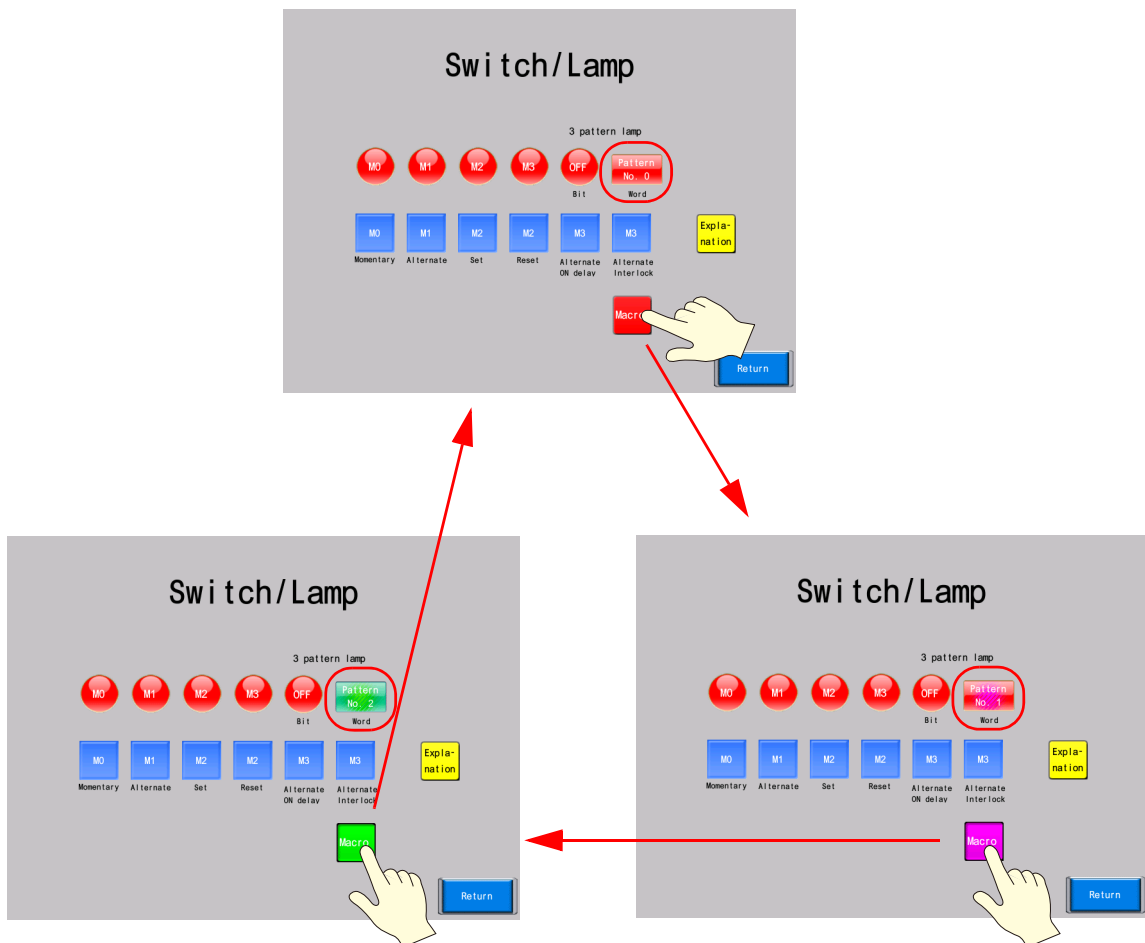 Switch/Lamp
3 pattern lamp
M0 M1 M2 M3 OFF Pattern No. 0
Bit Word
M0 M1 M2 M2 M3 M3
Momentary Alternate Set Reset Alternate ON delay Alternate Interlock
Expla-
nation
Macro
Return
Switch/Lamp
3 pattern lamp
M0 M1 M2 M3 OFF Pattern No. 2
Bit Word
M0 M1 M2 M2 M3 M3
Momentary Alternate Set Reset Alternate ON delay Alternate Interlock
Expla-
nation
Macro
Return
Switch/Lamp
3 pattern lamp
M0 M1 M2 M3 OFF Pattern No. 1
Bit Word
M0 M1 M2 M2 M3 M3
Momentary Alternate Set Reset Alternate ON delay Alternate Interlock
Expla-
nation
Macro
Return